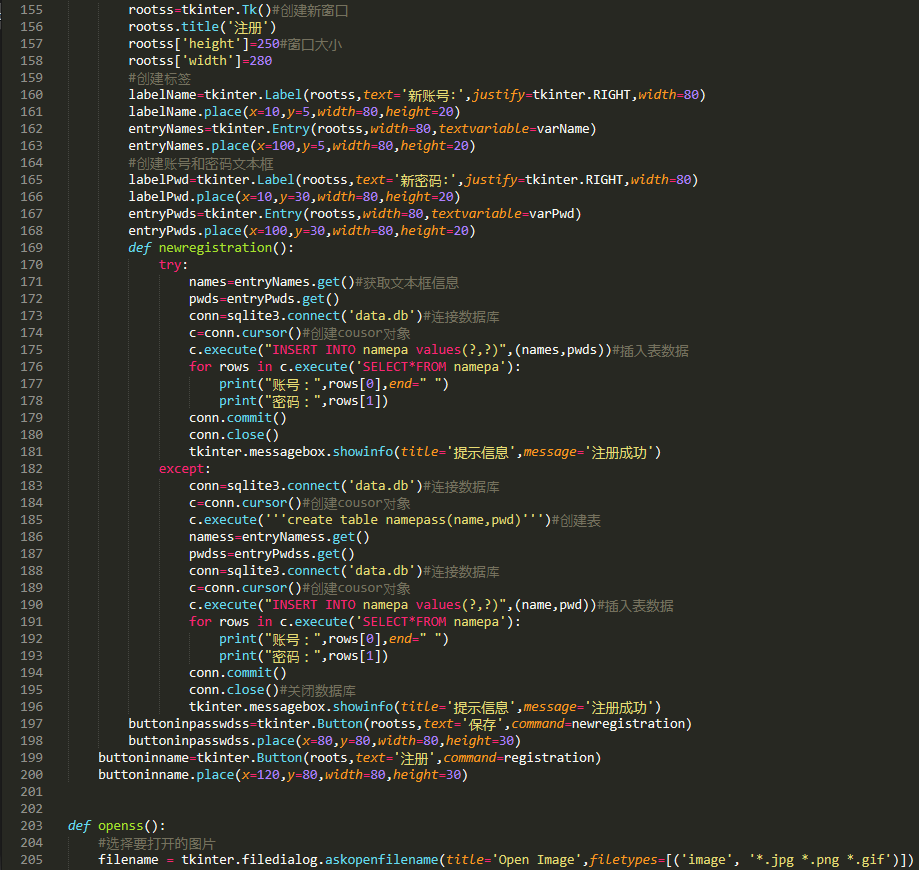 155 rootss=tkinter.Tk()#创建新窗口
156 rootss.title('注册')
157 rootss['height']=250#窗口大小
158 rootss['width']=280
159 #创建标签
160 labelName=tkinter.Label(rootss,text='新账号:',justify=tkinter.RIGHT,width=80)
161 labelName.place(x=10,y=5,width=80,height=20)
162 entryNames=tkinter.Entry(rootss,width=80,textvariable=varName)
163 entryNames.place(x=100,y=5,width=80,height=20)
164 #创建账号和密码文本框
165 labelPwd=tkinter.Label(rootss,text='新密码:',justify=tkinter.RIGHT,width=80)
166 labelPwd.place(x=10,y=30,width=80,height=20)
167 entryPwds=tkinter.Entry(rootss,width=80,textvariable=varPwd)
168 entryPwds.place(x=100,y=30,width=80,height=20)
169 def newregistration():
170 try:
171 names=entryNames.get()#获取文本框信息
172 pwds=entryPwds.get()
173 conn=sqlite3.connect('data.db')#连接数据库
174 c=conn.cursor()#创建cousor对象
175 c.execute("INSERT INTO namepa values(?,?)",(names,pwds))#插入表数据
176 for rows in c.execute('SELECT*FROM namepa'):
177 print("账号：",rows[0],end=" ")
178 print("密码：",rows[1])
179 conn.commit()
180 conn.close()
181 tkinter.messagebox.showinfo(title='提示信息',message='注册成功')
182 except:
183 conn=sqlite3.connect('data.db')#连接数据库
184 c=conn.cursor()#创建cousor对象
185 c.execute('''create table namepass(name,pwd)''')#创建表
186 namess=entryNamess.get()
187 pwdss=entryPwdss.get()
188 conn=sqlite3.connect('data.db')#连接数据库
189 c=conn.cursor()#创建cousor对象
190 c.execute("INSERT INTO namepa values(?,?)",(name,pwd))#插入表数据
191 for rows in c.execute('SELECT*FROM namepa'):
192 print("账号：",rows[0],end=" ")
193 print("密码：",rows[1])
194 conn.commit()
195 conn.close()#关闭数据库
196 tkinter.messagebox.showinfo(title='提示信息',message='注册成功')
197 buttoninpasswdss=tkinter.Button(rootss,text='保存',command=newregistration)
198 buttoninpasswdss.place(x=80,y=80,width=80,height=30)
199 buttoninname=tkinter.Button(roots,text='注册',command=registration)
200 buttoninname.place(x=120,y=80,width=80,height=30)
201
202
203 def openss():
204 #选择要打开的图片
205 filename = tkinter.filedialog.askopenfilename(title='Open Image',filetypes=[('image', '*.jpg *.png *.gif')])